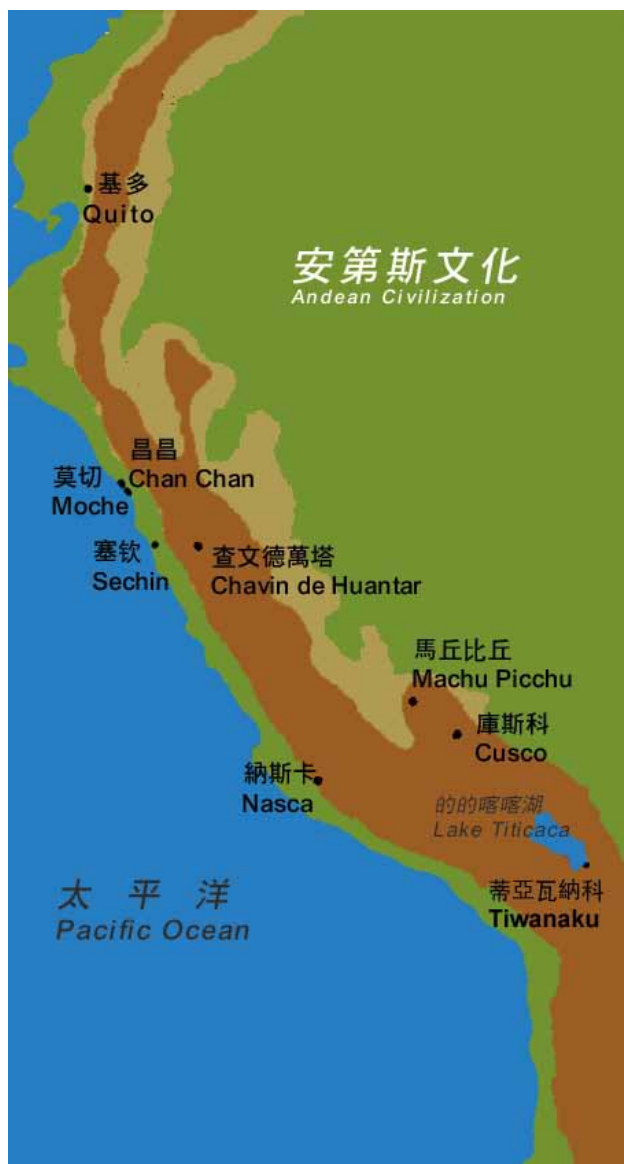 基多
Quito
安第斯文化
Andean Civilization
昌昌
Chan Chan
莫切
Moche
塞钦
Sechin
查文德萬塔
Chavin de Huantar
馬丘比丘
Machu Picchu
庫斯科
Cusco
納斯卡
Nasca
的的喀喀湖
Lake Titicaca
太平洋
Pacific Ocean
蒂亞瓦納科
Tiwanaku